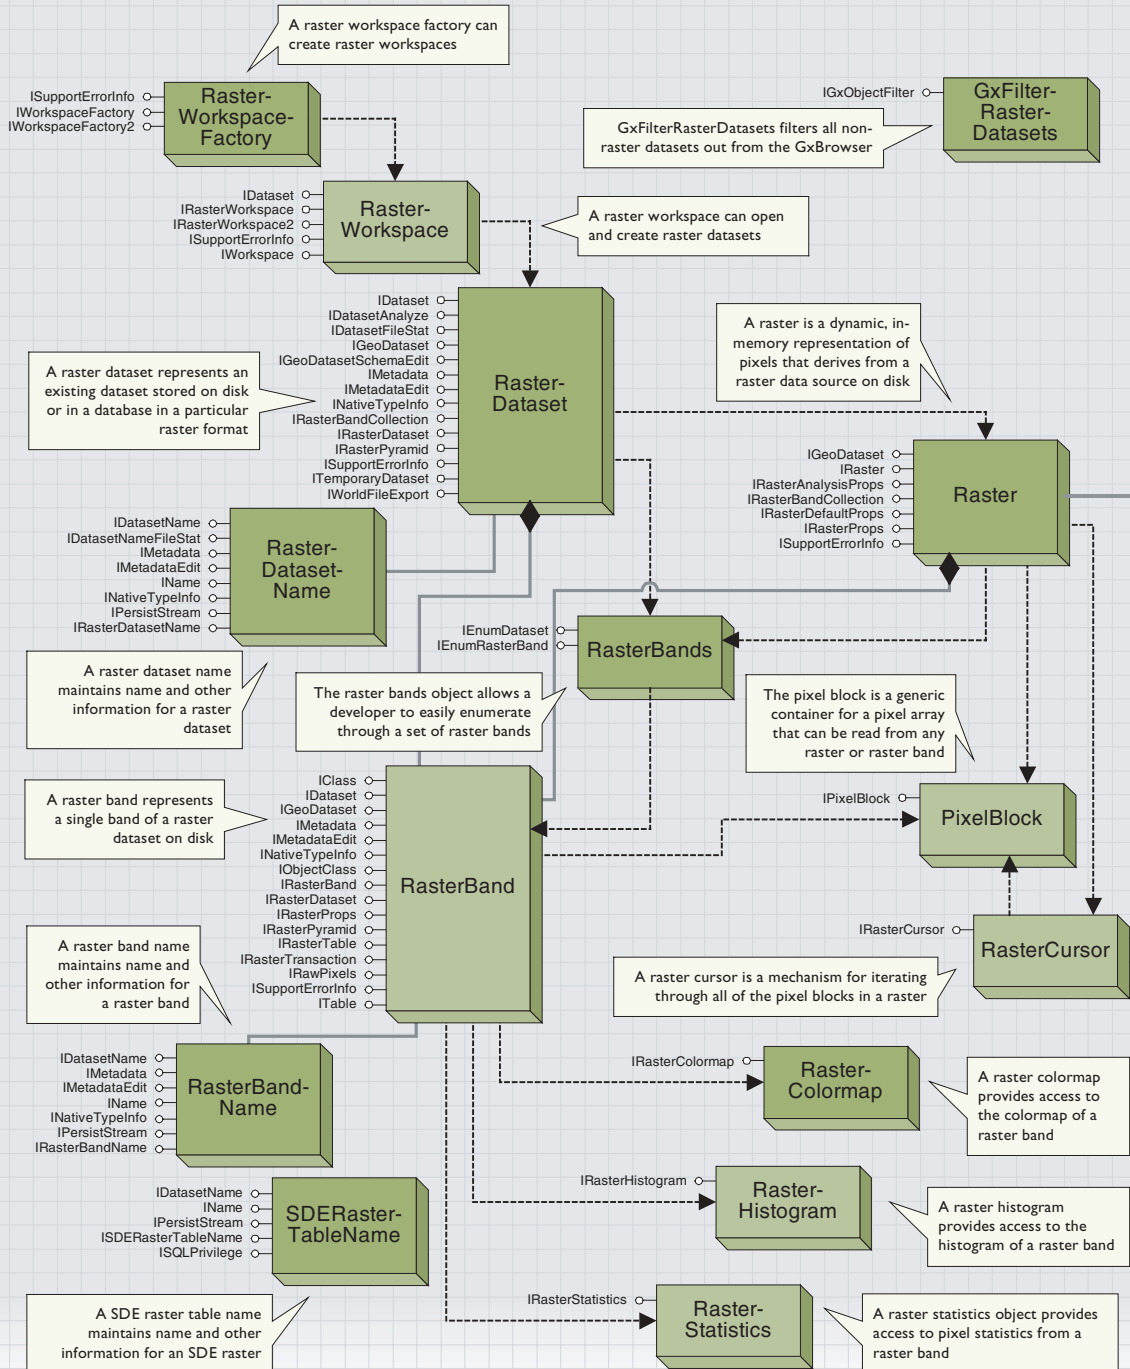 A raster workspace factory can
create raster workspaces
ISupportErrorInfo
IWorkspaceFactory
IWorkspaceFactory2
Raster-
Workspace-
Factory
IGxObjectFilter
GxFilter-
Raster-
Datasets
GxFilterRasterDatasets filters all non-
raster datasets out from the GxBrowser
IDataset
IRasterWorkspace
IRasterWorkspace2
ISupportErrorInfo
IWorkspace
Raster-
Workspace
A raster workspace can open
and create raster datasets
IDataset
IDatasetAnalyze
IDatasetFileStat
IGeoDataset
IGeoDatasetSchemaEdit
IMetadata
IMetadataEdit
INativeTypeInfo
IRasterBandCollection
IRasterDataset
IRasterPyramid
ISupportErrorInfo
ITemporaryDataset
IWorldFileExport
Raster-
Dataset
A raster is a dynamic, in-
memory representation of
pixels that derives from a
raster data source on disk
A raster dataset represents an
existing dataset stored on disk
or in a database in a particular
raster format
IGeoDataset
IRaster
IRasterAnalysisProps
IRasterBandCollection
IRasterDefaultProps
IRasterProps
ISupportErrorInfo
Raster
IDatasetName
IDatasetNameFileStat
IMetadata
IMetadataEdit
IName
INativeTypeInfo
IPersistStream
IRasterDatasetName
Raster-
Dataset-
Name
IEnumDataset
IEnumRasterBand
RasterBands
A raster dataset name
maintains name and other
information for a raster
dataset
The raster bands object allows a
developer to easily enumerate
through a set of raster bands
The pixel block is a generic
container for a pixel array
that can be read from any
raster or raster band
A raster band represents
a single band of a raster
dataset on disk
IClass
IDataset
IGeoDataset
IMetadata
IMetadataEdit
INativeTypeInfo
IObjectClass
IRasterBand
IRasterDataset
IRasterProps
IRasterPyramid
IRasterTable
IRasterTransaction
IRawPixels
ISupportErrorInfo
ITable
RasterBand
IPixelBlock
PixelBlock
IRasterCursor
RasterCursor
A raster band name
maintains name and
other information for
a raster band
A raster cursor is a mechanism for iterating
through all of the pixel blocks in a raster
IDatasetName
IMetadata
IMetadataEdit
IName
INativeTypeInfo
IPersistStream
IRasterBandName
RasterBand-
Name
IRasterColormap
Raster-
Colormap
A raster colormap
provides access to
the colormap of a
raster band
IDatasetName
IName
IPersistStream
ISDERasterTableName
ISQLPrivilege
SDERaster-
TableName
IRasterHistogram
Raster-
Histogram
A raster histogram
provides access to the
histogram of a raster band
A SDE raster table name
maintains name and other
information for an SDE raster
IRasterStatistics
Raster-
Statistics
A raster statistics object provides
access to pixel statistics from a
raster band